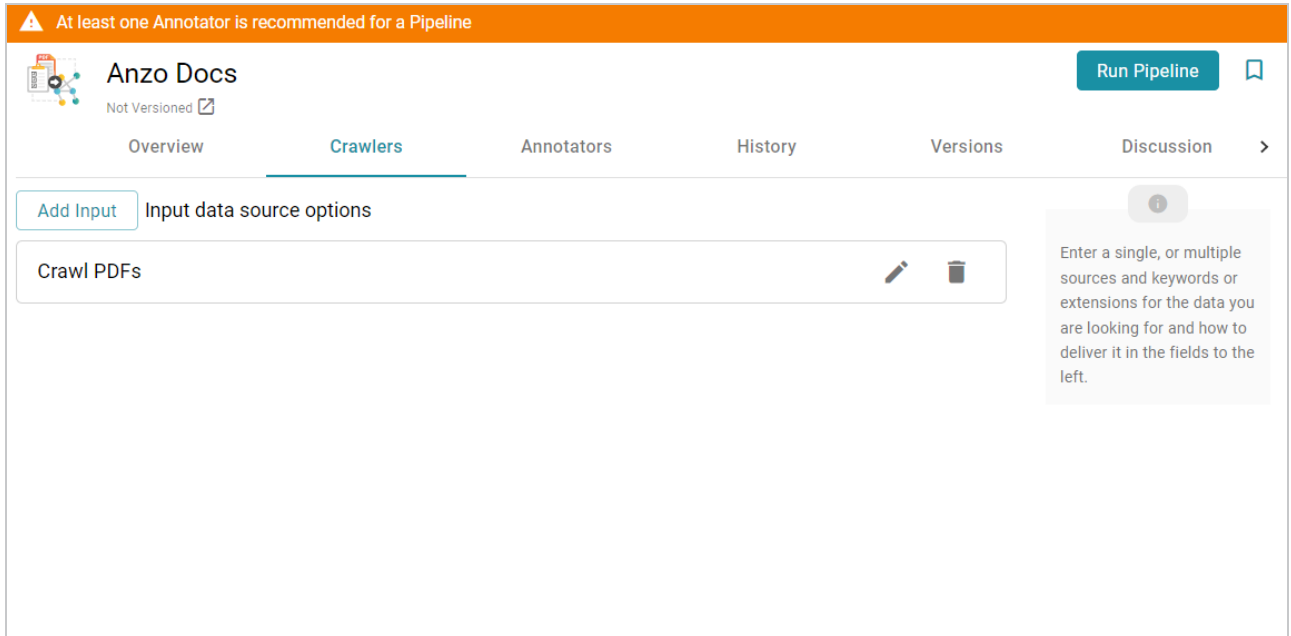 At least one Annotator is recommended for a Pipeline
Anzo Docs
Run Pipeline
Not Versioned
Overview Crawlers Annotators History Versions Discussion
Add Input Input data source options
Crawl PDFs
Enter a single, or multiple
sources and keywords or
extensions for the data you
are looking for and how to
deliver it in the fields to the
left.